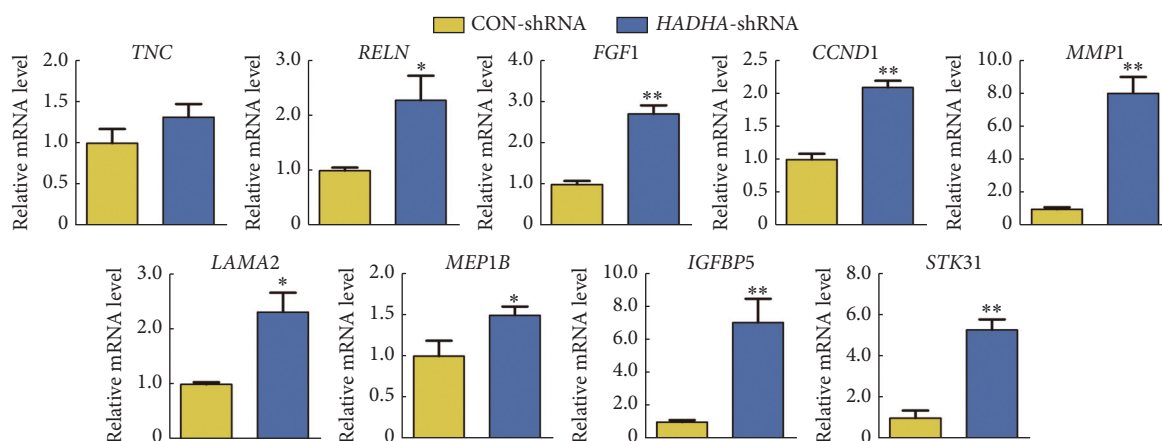 CON-shRNA HADHA-shRNA
TNC
Relative mRNA level
2.0
1.5
1.0
0.5
0
RELN
Relative mRNA level
3.0
2.0
1.0
0
*
FGF1
Relative mRNA level
4.0
3.0
2.0
1.0
0
**
CCND1
Relative mRNA level
2.5
2.0
1.5
1.0
0.5
0
**
MMP1
Relative mRNA level
10.0
8.0
6.0
4.0
2.0
0
**
LAMA2
Relative mRNA level
3.0
2.0
1.0
0
*
MEP1B
Relative mRNA level
2.0
1.5
1.0
0.5
0
*
IGFBP5
Relative mRNA level
10.0
8.0
6.0
4.0
2.0
0
**
STK31
Relative mRNA level
8.0
6.0
4.0
2.0
0.0
**